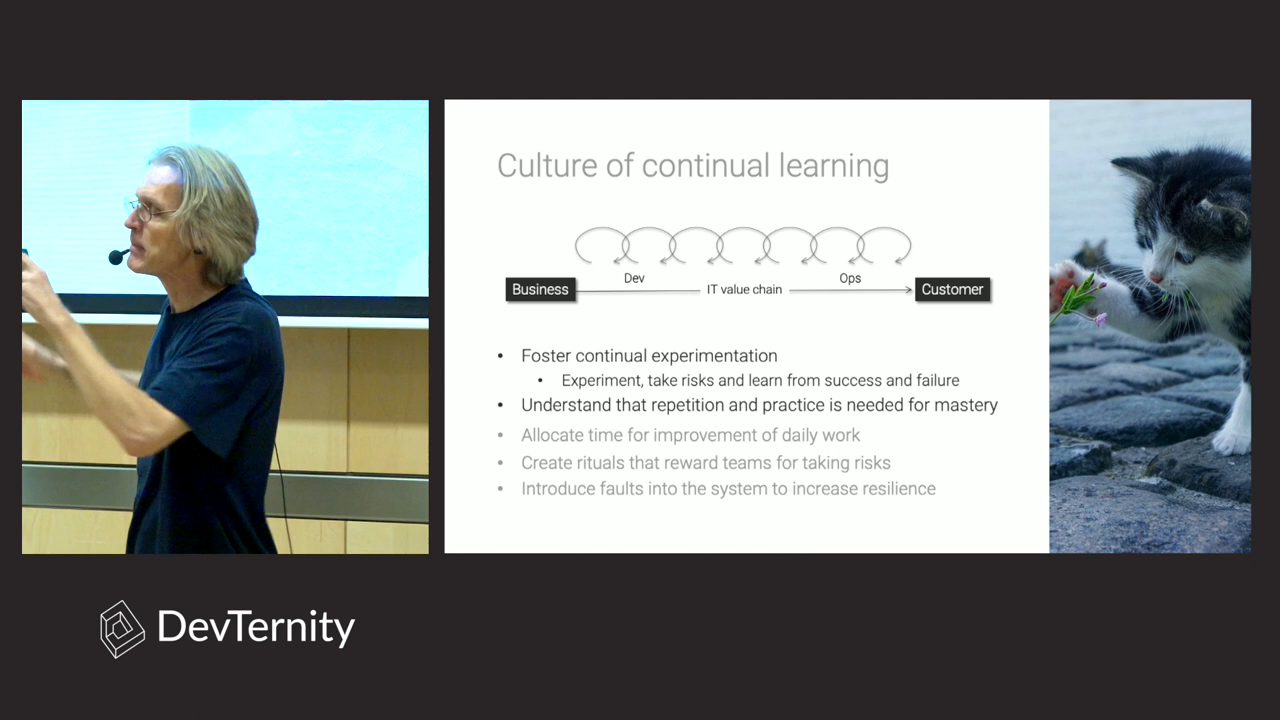 Culture of continual learning
Dev
Ops
Business
IT value chain
Customer
• Foster continual experimentation
• Experiment, take risks and learn from success and failure
• Understand that repetition and practice is needed for mastery
• Allocate time for improvement of daily work
• Create rituals that reward teams for taking risks
• Introduce faults into the system to increase resilience
DevTernity